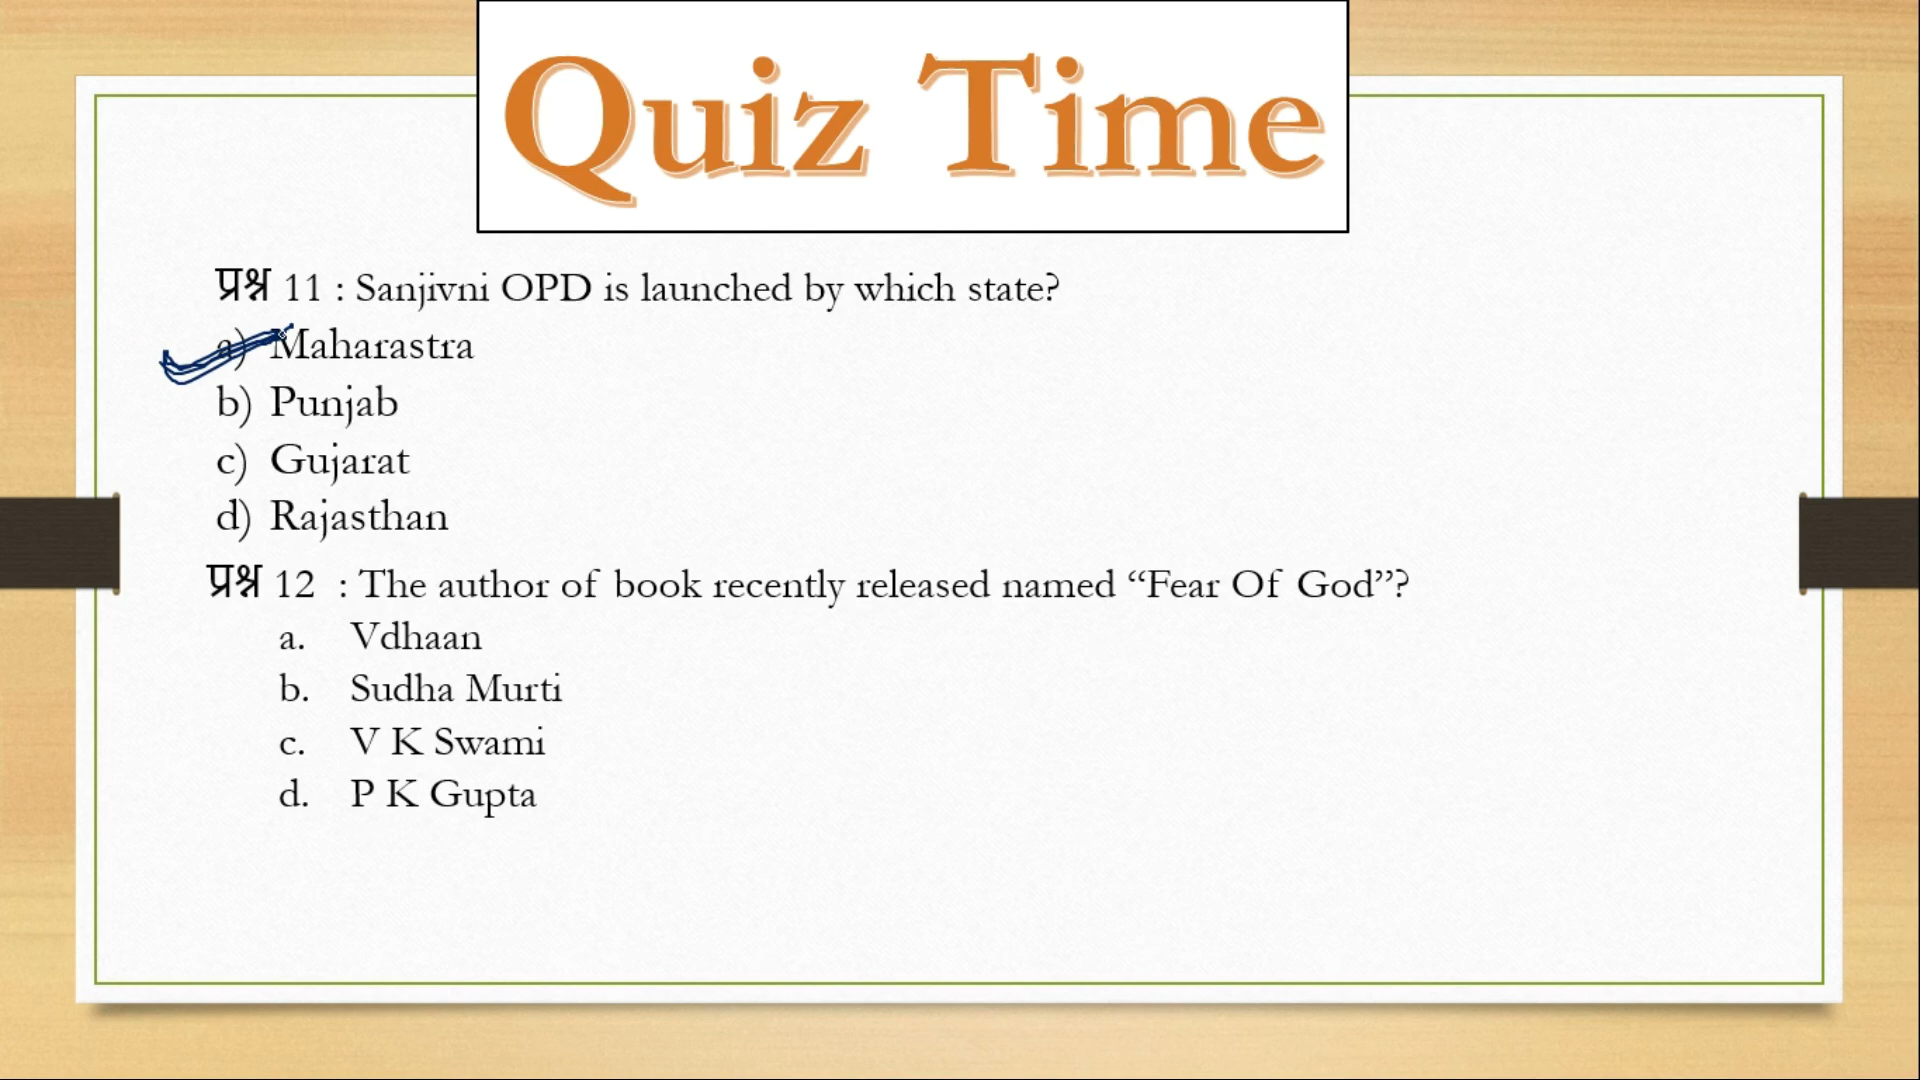 Quiz Time
प्रश्न 11 : Sanjivni OPD is launched by which state?
a) Maharastra
b) Punjab
c) Gujarat
d) Rajasthan
प्रश्न 12 : The author of book recently released named “Fear Of God”?
a. Vdhaan
b. Sudha Murti
c. V K Swami
d. P K Gupta